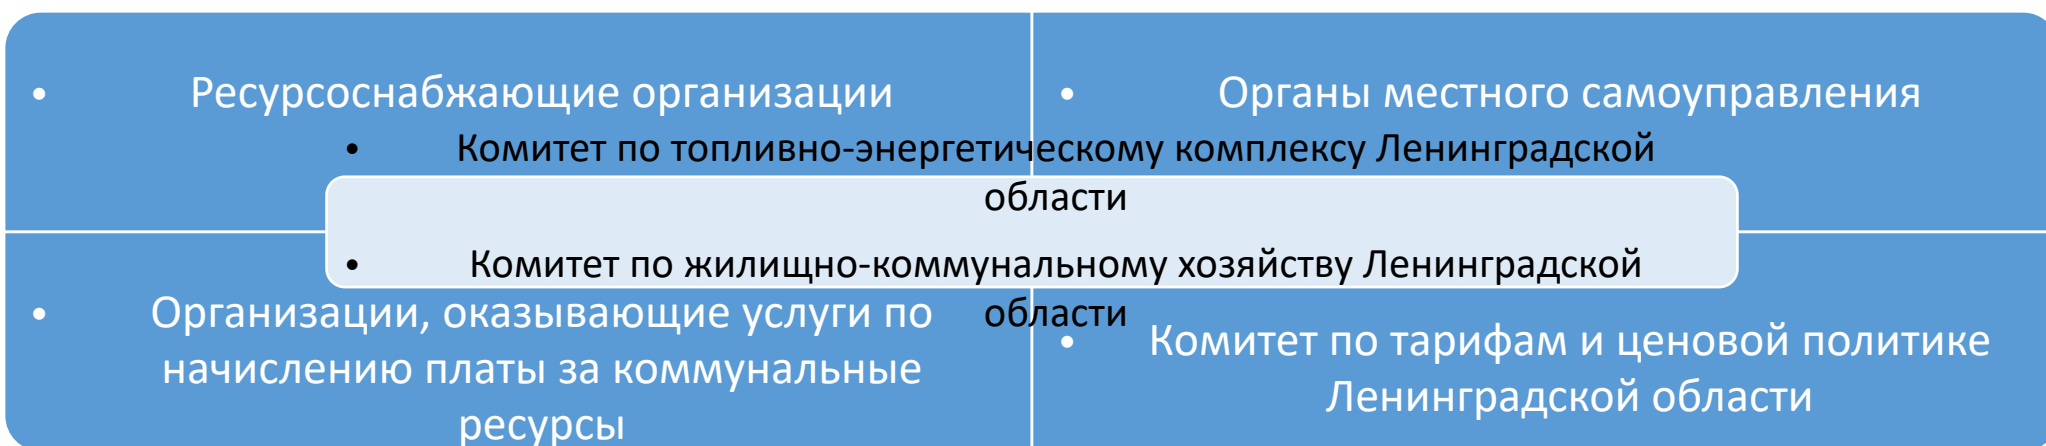 • Ресурсоснабжающие организации
• Органы местного самоуправления
• Комитет по топливно-энергетическому комплексу Ленинградской
области
• Комитет по жилищно-коммунальному хозяйству Ленинградской
области
• Организации, оказывающие услуги по
начислению платы за коммунальные
ресурсы
• Комитет по тарифам и ценовой политике
Ленинградской области